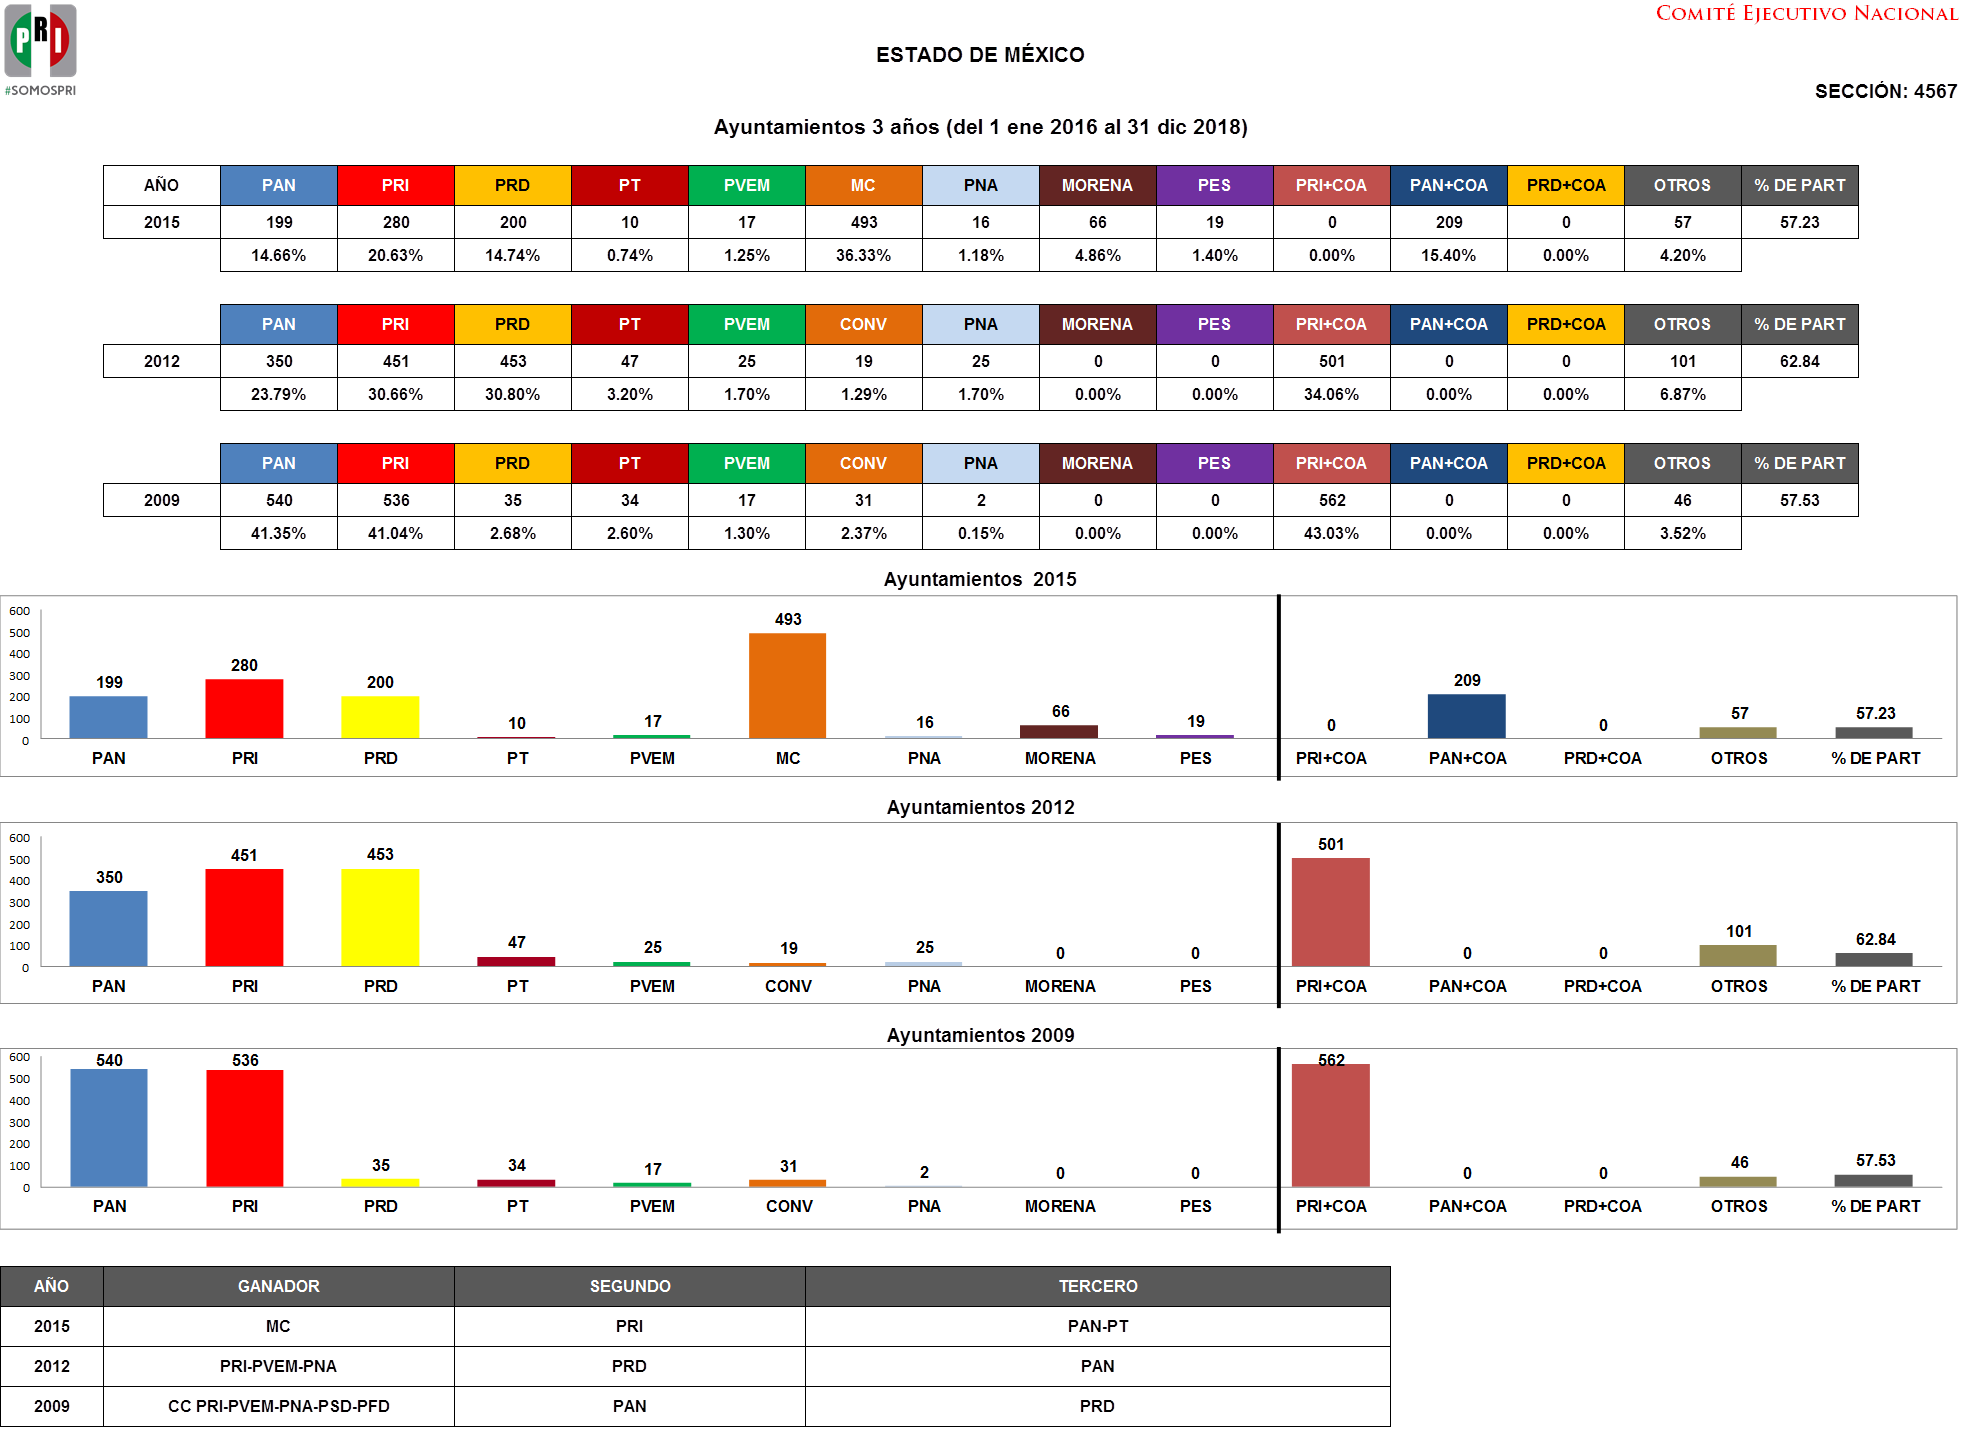 COMITÉ EJECUTIVO NACIONAL
PRI
#SOMOSPRI
ESTADO DE MÉXICO
SECCIÓN: 4567
Ayuntamientos 3 años (del 1 ene 2016 al 31 dic 2018)
AÑO PAN PRI PRD PT PVEM MC PNA MORENA PES PRI+COA PAN+COA PRD+COA OTROS % DE PART
2015 199 280 200 10 17 493 16 66 19 0 209 0 57 57.23
14.66% 20.63% 14.74% 0.74% 1.25% 36.33% 1.18% 4.86% 1.40% 0.00% 15.40% 0.00% 4.20%
PAN PRI PRD PT PVEM CONV PNA MORENA PES PRI+COA PAN+COA PRD+COA OTROS % DE PART
2012 350 451 453 47 25 19 25 0 0 501 0 0 101 62.84
23.79% 30.66% 30.80% 3.20% 1.70% 1.29% 1.70% 0.00% 0.00% 34.06% 0.00% 0.00% 6.87%
PAN PRI PRD PT PVEM CONV PNA MORENA PES PRI+COA PAN+COA PRD+COA OTROS % DE PART
2009 540 536 35 34 17 31 2 0 0 562 0 0 46 57.53
41.35% 41.04% 2.68% 2.60% 1.30% 2.37% 0.15% 0.00% 0.00% 43.03% 0.00% 0.00% 3.52%
Ayuntamientos 2015
600
500
400
300
200
100
0
199 280 200 10 17 493 16 66 19 0 209 0 57 57.23
PAN PRI PRD PT PVEM MC PNA MORENA PES PRI+COA PAN+COA PRD+COA OTROS % DE PART
Ayuntamientos 2012
600
500
400
300
200
100
0
350 451 453 47 25 19 25 0 0 501 0 0 101 62.84
PAN PRI PRD PT PVEM CONV PNA MORENA PES PRI+COA PAN+COA PRD+COA OTROS % DE PART
Ayuntamientos 2009
600
500
400
300
200
100
0
540 536 35 34 17 31 2 0 0 562 0 0 46 57.53
PAN PRI PRD PT PVEM CONV PNA MORENA PES PRI+COA PAN+COA PRD+COA OTROS % DE PART
AÑO GANADOR SEGUNDO TERCERO
2015 MC PRI PAN-PT
2012 PRI-PVEM-PNA PRD PAN
2009 CC PRI-PVEM-PNA-PSD-PFD PAN PRD